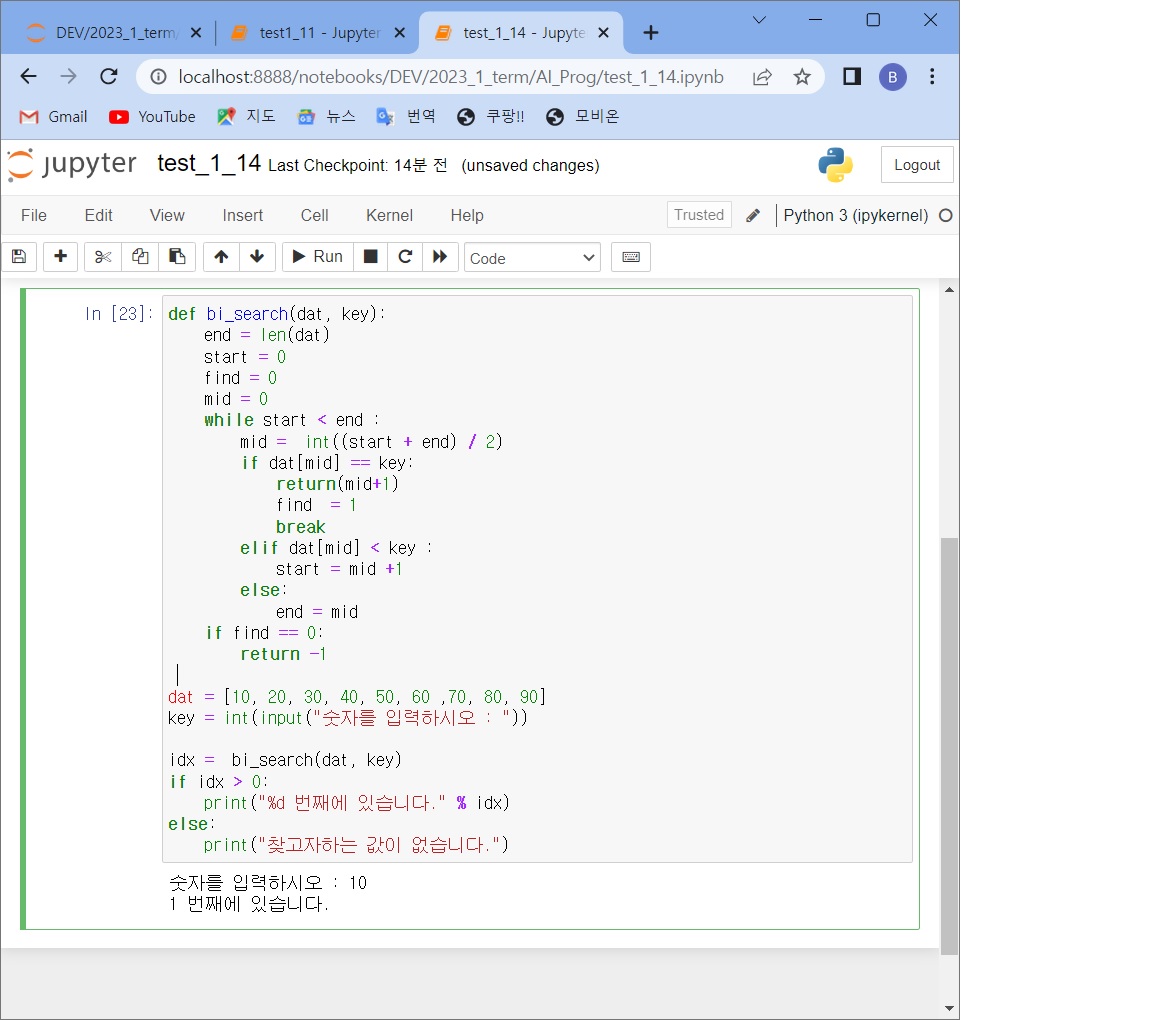 DEV/2023_1_term/
test1_11 - Jupyter
test_1_14 - Jupyte
localhost:8888/notebooks/DEV/2023_1_term/AI_Prog/test_1_14.ipynb
B
Gmail
YouTube
지도
뉴스
번역
쿠팡!!
모비온
jupyter
test_1_14 Last Checkpoint: 14분 전 (unsaved changes)
Logout
File Edit View Insert Cell Kernel Help
Trusted
Python 3 (ipykernel)
Run
Code
In [23]:
def bi_search(dat, key):
    end = len(dat)
    start = 0
    find = 0
    mid = 0
    while start < end :
        mid =  int((start + end) / 2)
        if dat[mid] == key:
            return(mid+1)
            find  = 1
            break
        elif dat[mid] < key :
            start = mid +1
        else:
            end = mid
    if find == 0:
        return -1
dat = [10, 20, 30, 40, 50, 60 ,70, 80, 90]
key = int(input("숫자를 입력하시오 : "))
idx =  bi_search(dat, key)
if idx > 0:
    print("%d 번째에 있습니다." % idx)
else:
    print("찾고자하는 값이 없습니다.")
숫자를 입력하시오 : 10
1 번째에 있습니다.